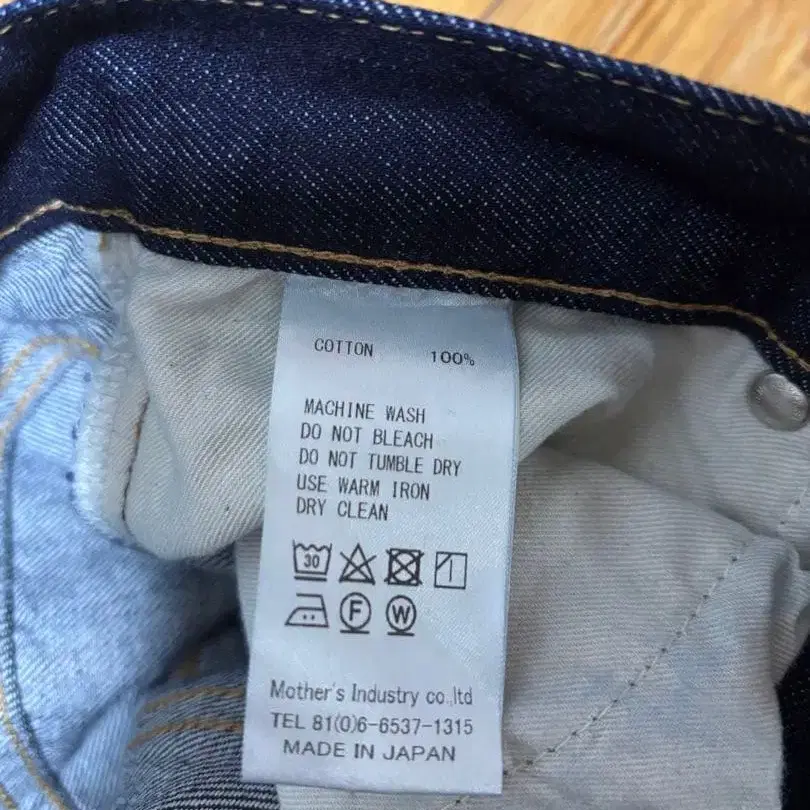 COTTON 100%
MACHINE WASH
DO NOT BLEACH
DO NOT TUMBLE DRY
USE WARM IRON
DRY CLEAN
30
F W
Mother's Industry co.,ltd
TEL 81(0)6-6537-1315
MADE IN JAPAN